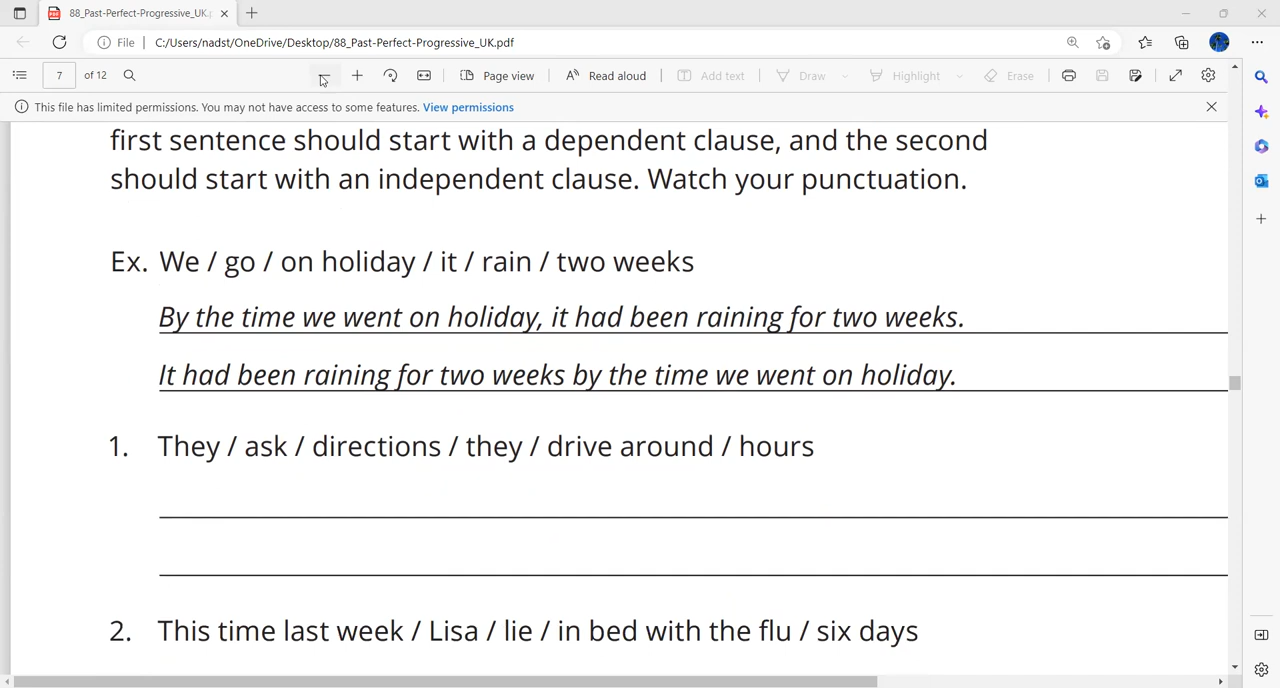 88_Past-Perfect-Progressive_UK.p
File
C:/Users/nadst/OneDrive/Desktop/88_Past-Perfect-Progressive_UK.pdf
7 of 12
Page view
Read aloud
Add text
Draw
Highlight
Erase
This file has limited permissions. You may not have access to some features. View permissions
first sentence should start with a dependent clause, and the second
should start with an independent clause. Watch your punctuation.
Ex. We / go / on holiday / it / rain / two weeks
By the time we went on holiday, it had been raining for two weeks.
It had been raining for two weeks by the time we went on holiday.
1. They / ask / directions / they / drive around / hours
2. This time last week / Lisa / lie / in bed with the flu / six days